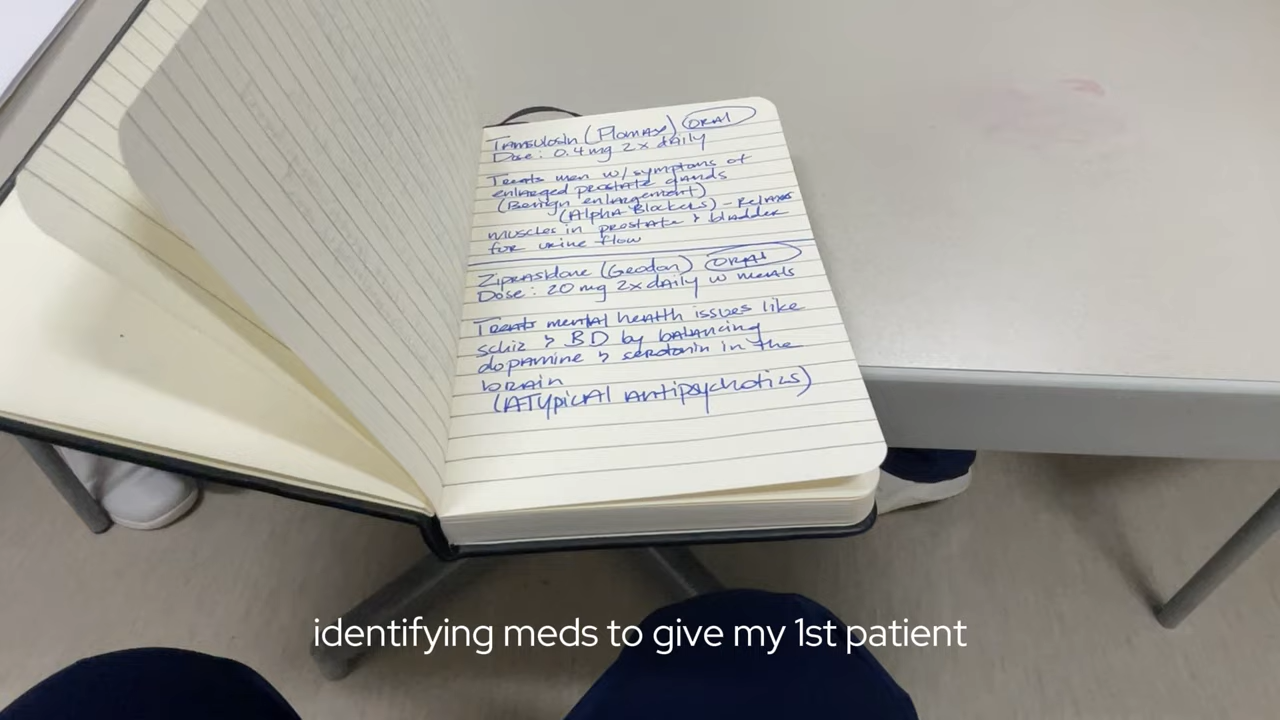 Tamsulosin (Flomax) ORAL
Dose: 0.4mg 2x daily
Treats men w/ symptoms of
enlarged prostate glands
(Benign enlargement)
(Alpha Blockers) - Relaxes
muscles in prostate & bladder
for urine flow
Ziprasidone (Geodon) ORAL
Dose: 20 mg 2x daily w meals
Treats mental health issues like
schiz & BD by balancing
dopamine & serotonin in the
brain
(Atypical antipsychotics)
identifying meds to give my 1st patient